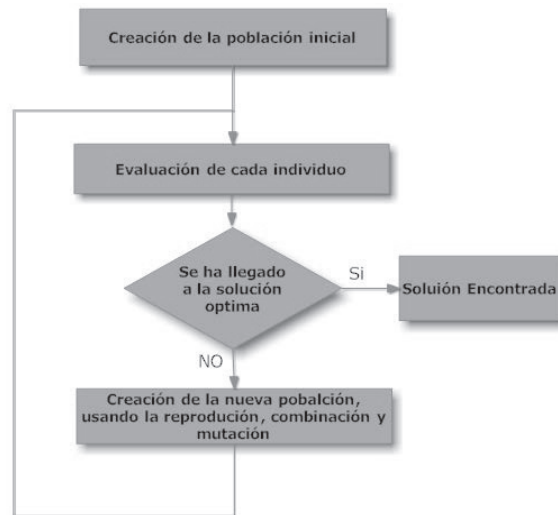 Creación de la población inicial
Evaluación de cada individuo
Se ha llegado
a la solución
optima
Si
Soluión Encontrada
NO
Creación de la nueva pobalción,
usando la reprodución, combinación y
mutación